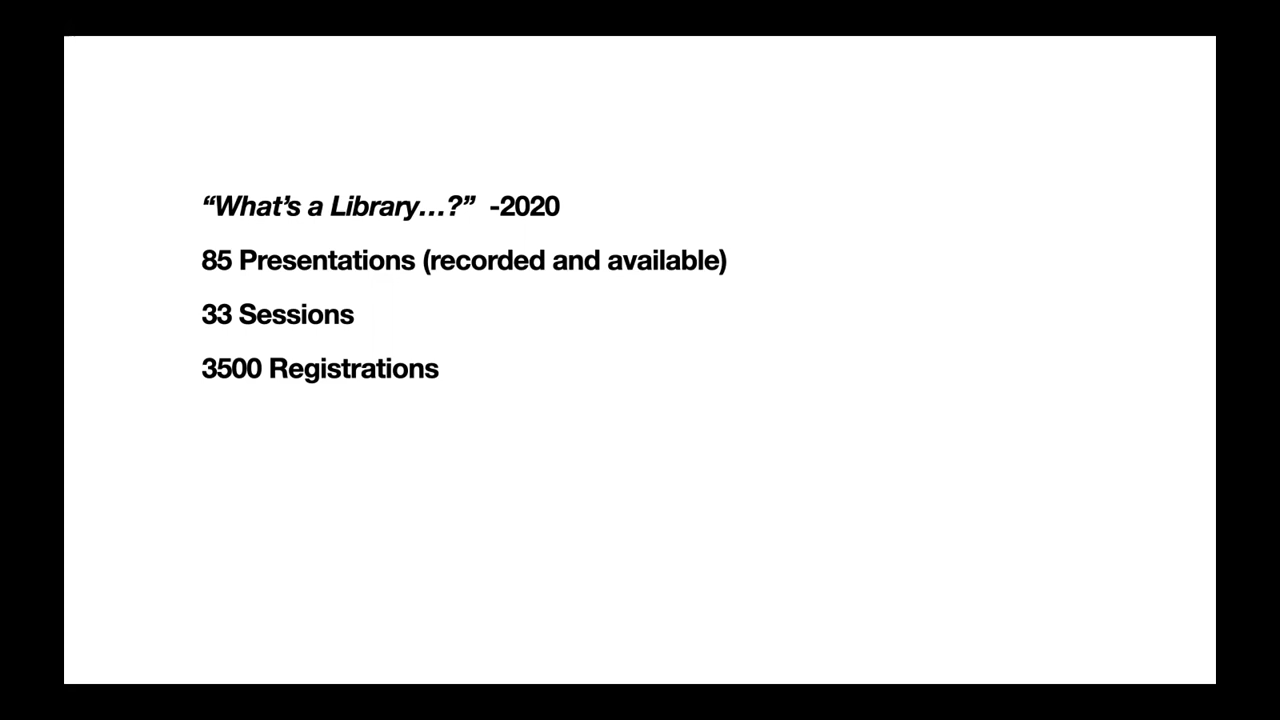 “What’s a Library…?” -2020
85 Presentations (recorded and available)
33 Sessions
3500 Registrations